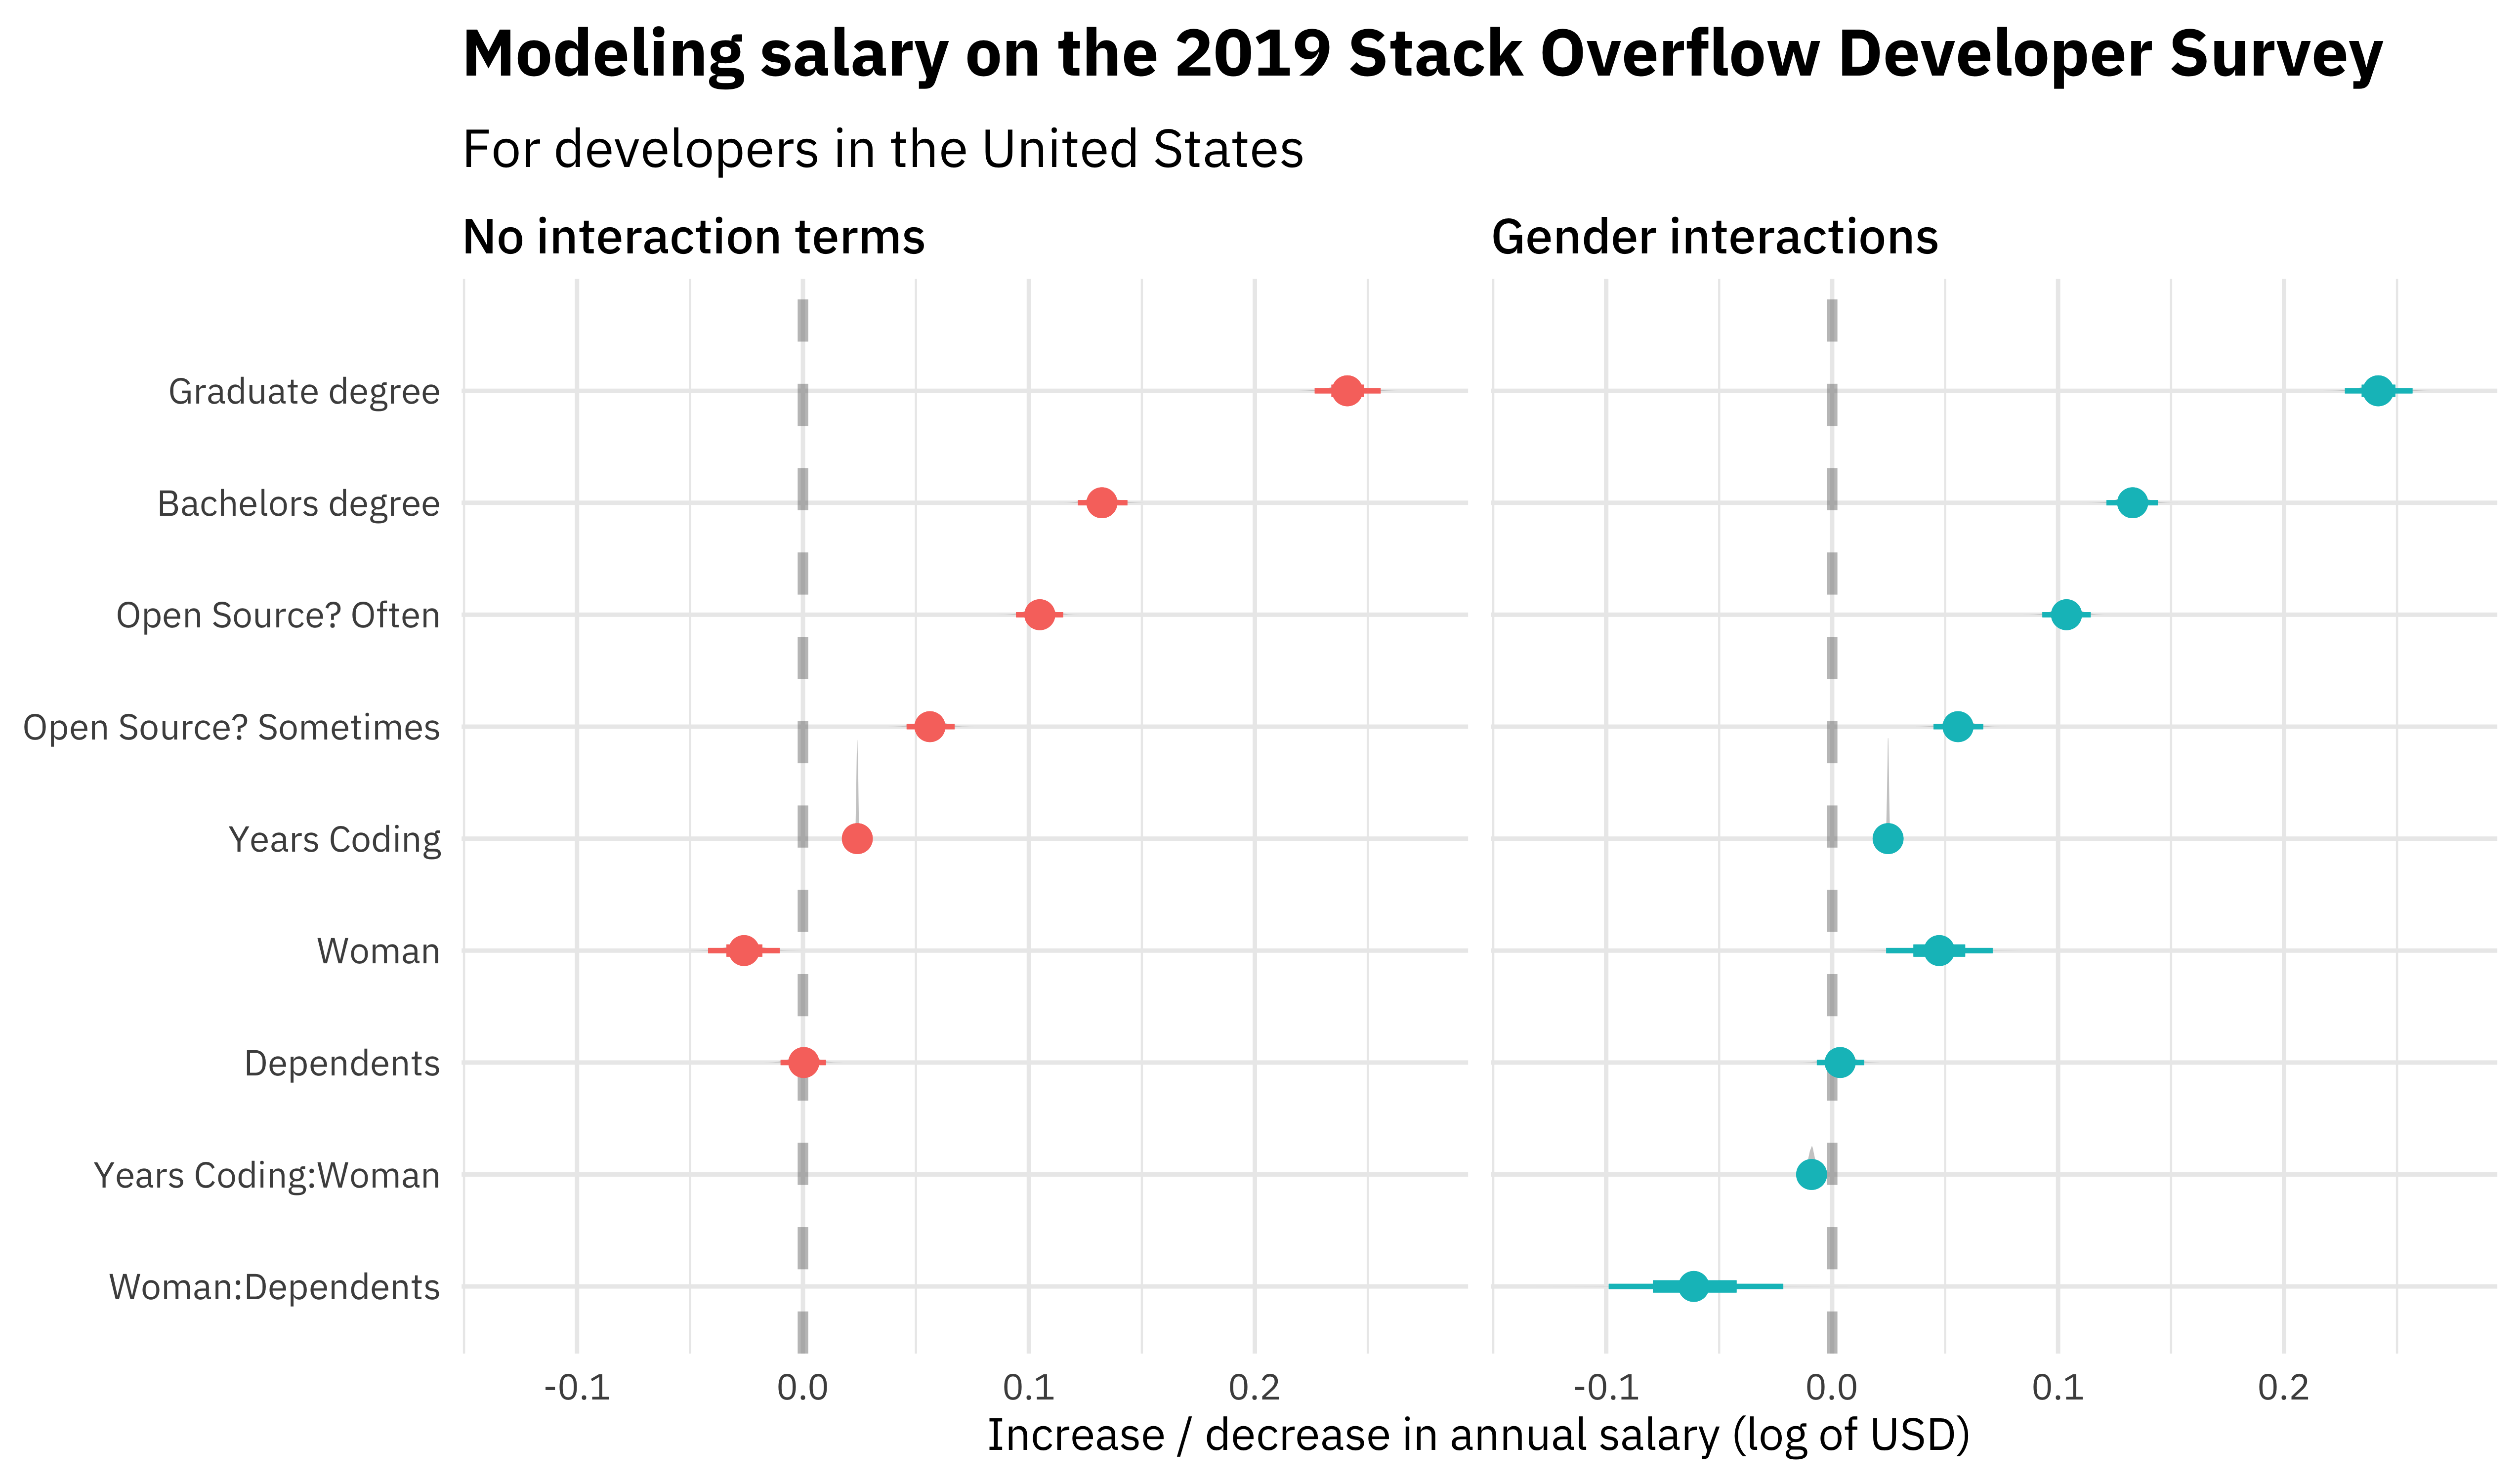 Modeling salary on the 2019 Stack Overflow Developer Survey
For developers in the United States
No interaction terms
Gender interactions
Graduate degree
Bachelors degree
Open Source? Often
Open Source? Sometimes
Years Coding
Woman
Dependents
Years Coding:Woman
Woman:Dependents
-0.1 0.0 0.1 0.2
-0.1 0.0 0.1 0.2
Increase / decrease in annual salary (log of USD)